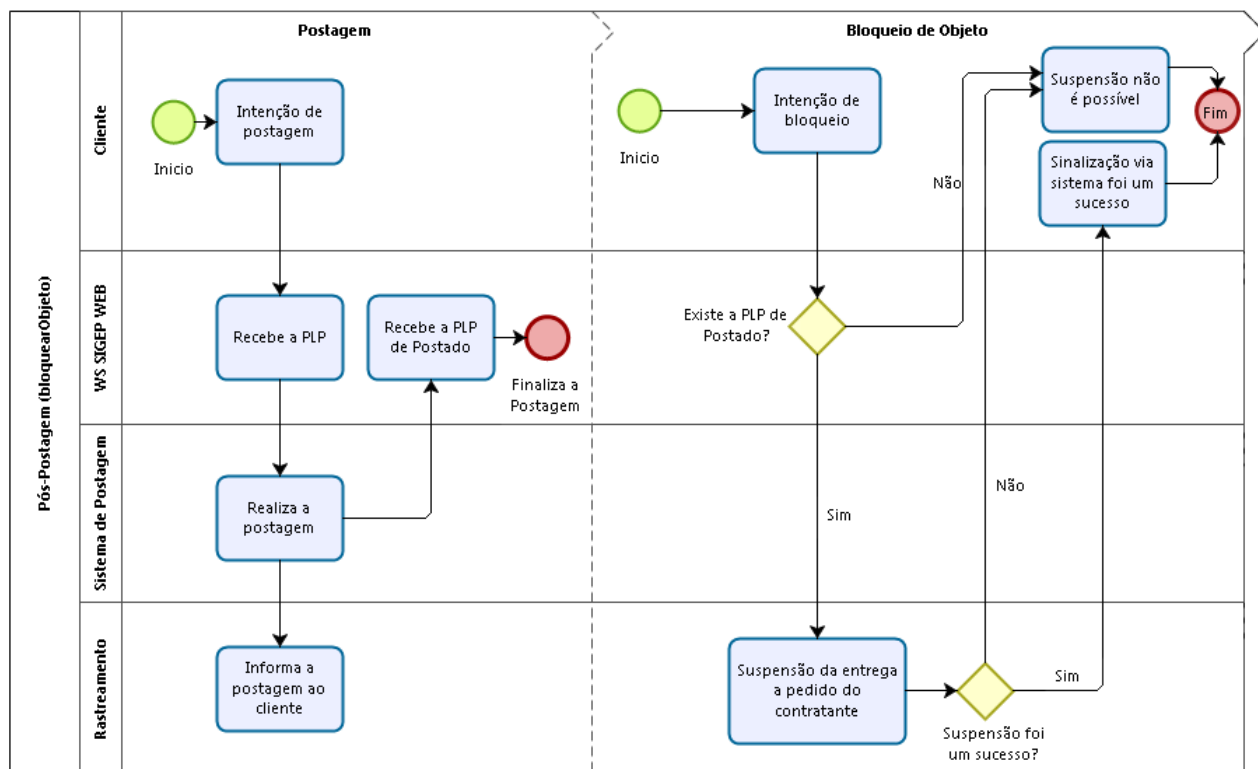 Pós-Postagem (bloquearObjeto)
Postagem
Bloqueio de Objeto
Cliente
Inicio
Intenção de
postagem
Inicio
Intenção de
bloqueio
Suspensão não
é possível
Fim
Sinalização via
sistema foi um
sucesso
Não
WS SIGEP WEB
Recebe a PLP
Recebe a PLP
de Postado
Finaliza a
Postagem
Existe a PLP de
Postado?
Sistema de Postagem
Realiza a
postagem
Sim
Não
Rastreamento
Informa a
postagem ao
cliente
Suspensão da entrega
a pedido do
contratante
Sim
Suspensão foi
um sucesso?